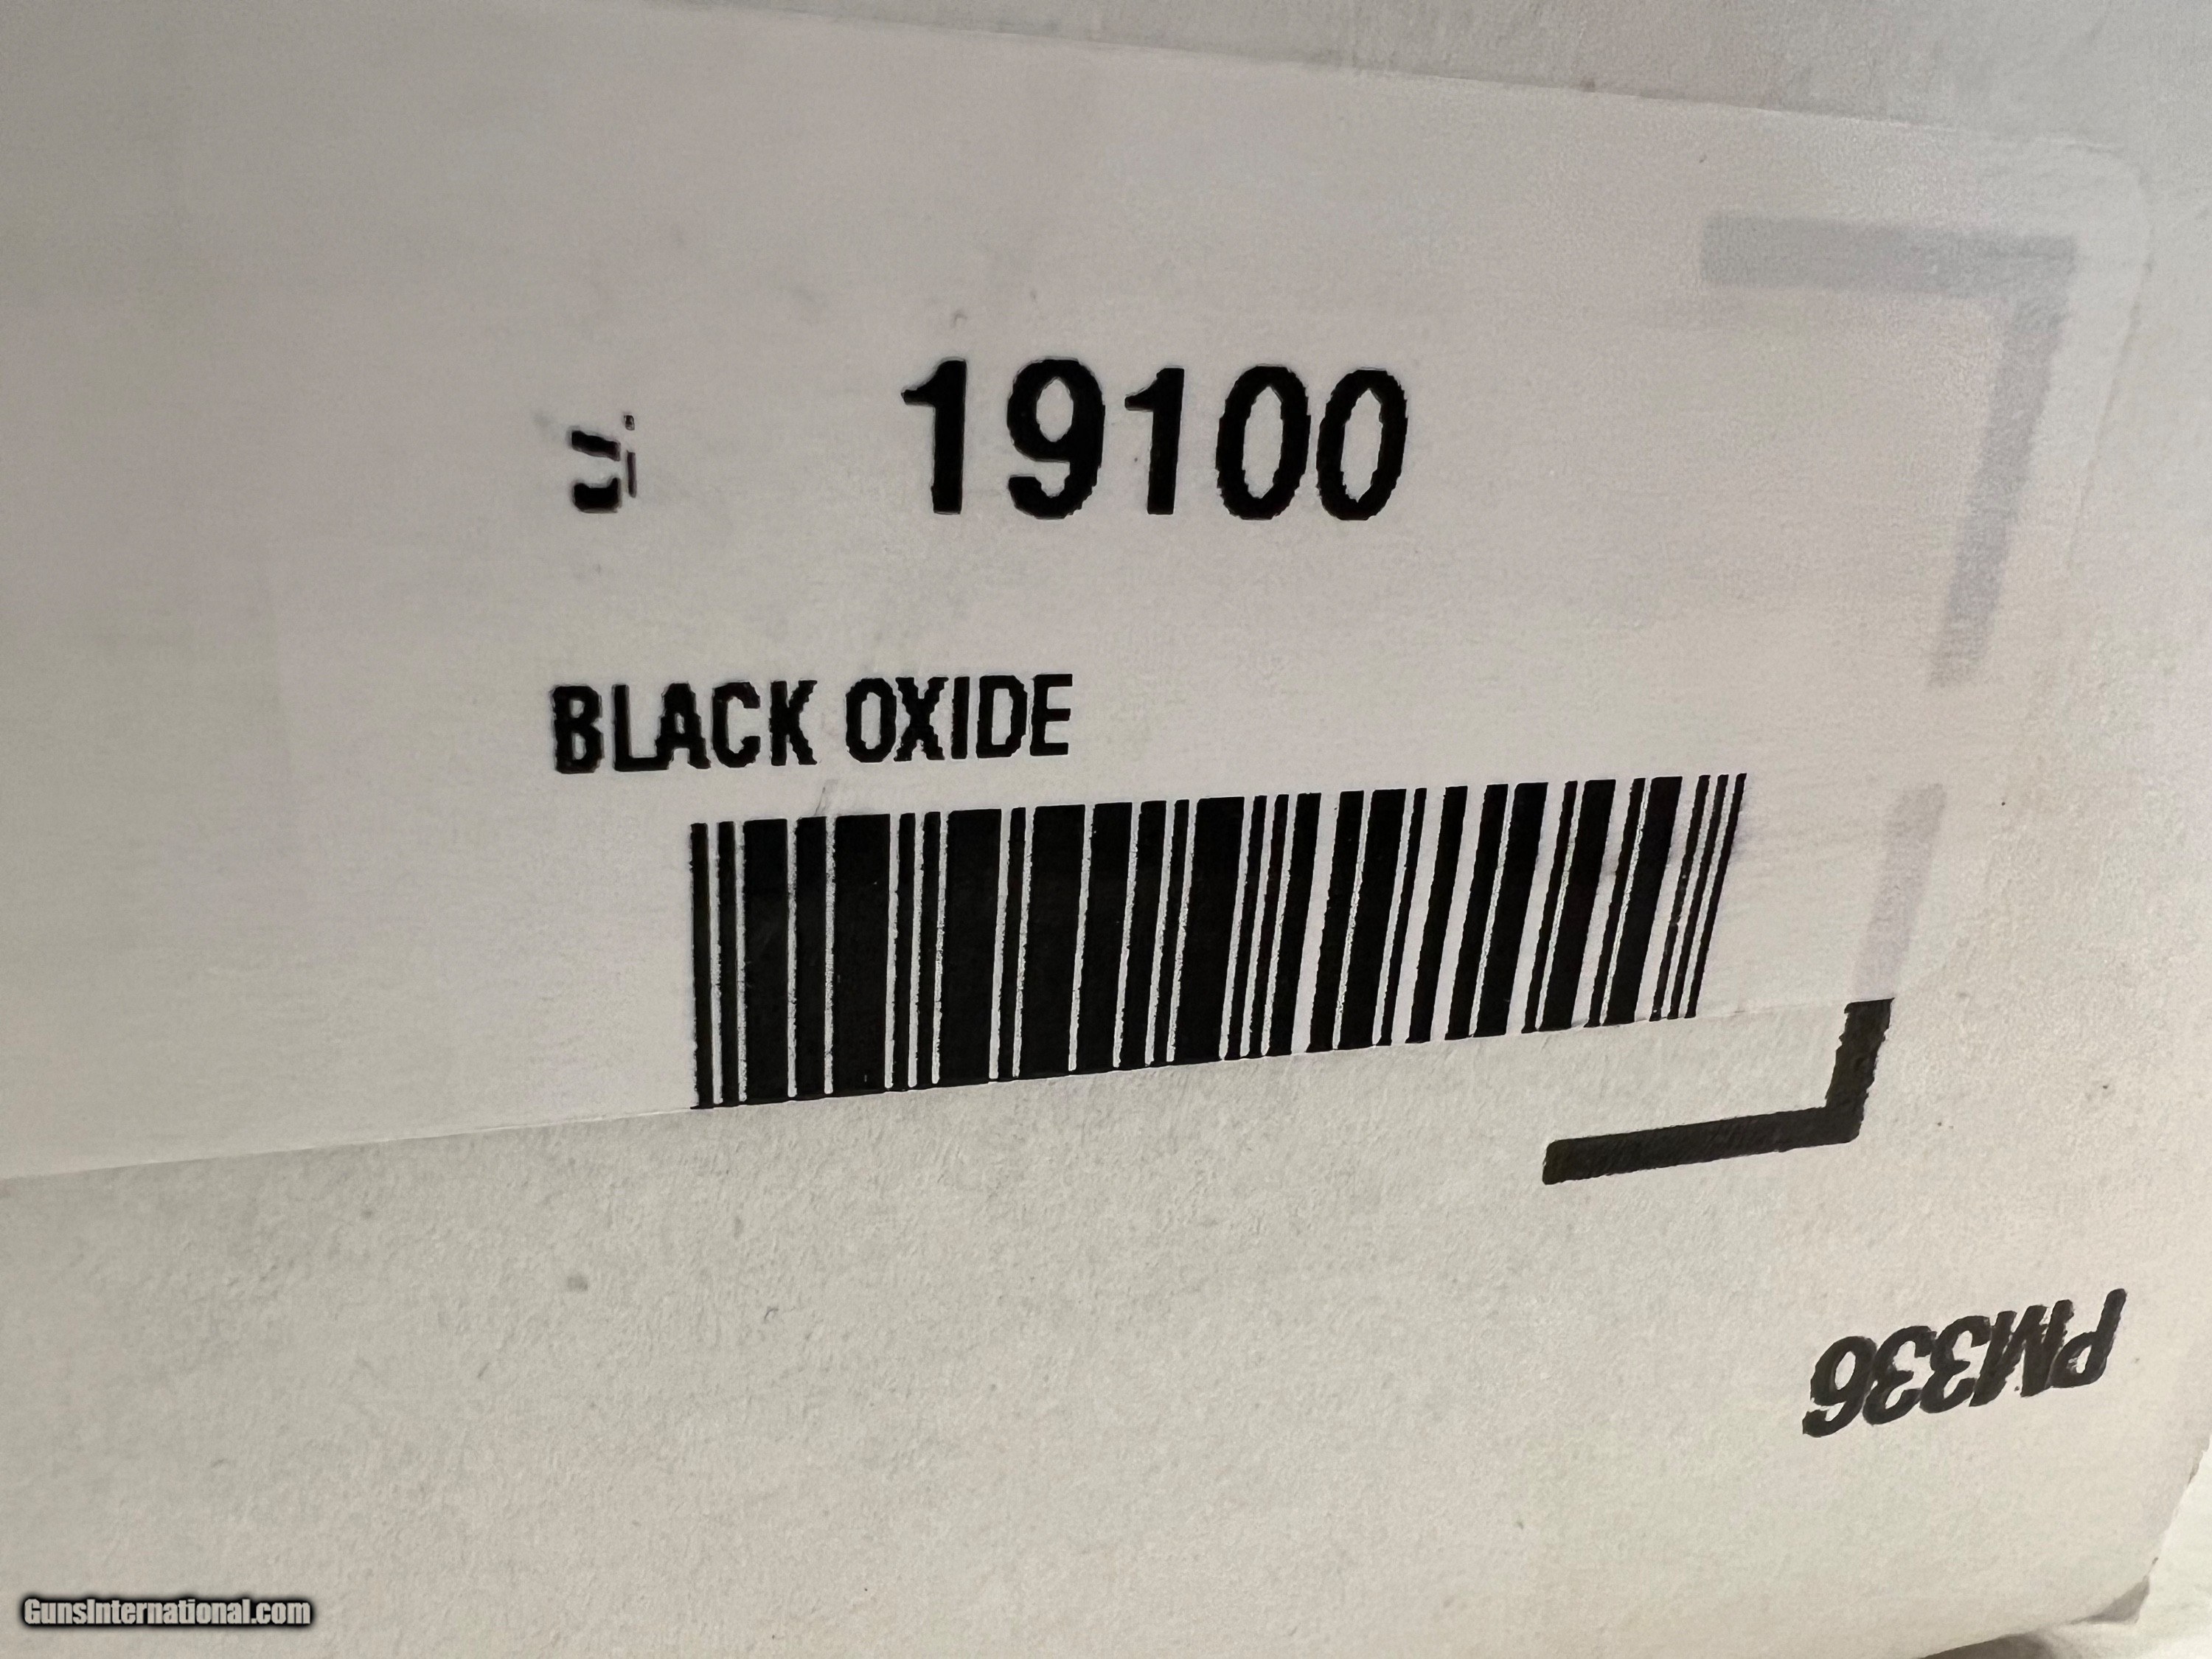 19100
BLACK OXIDE
PM336
GunsInternational.com